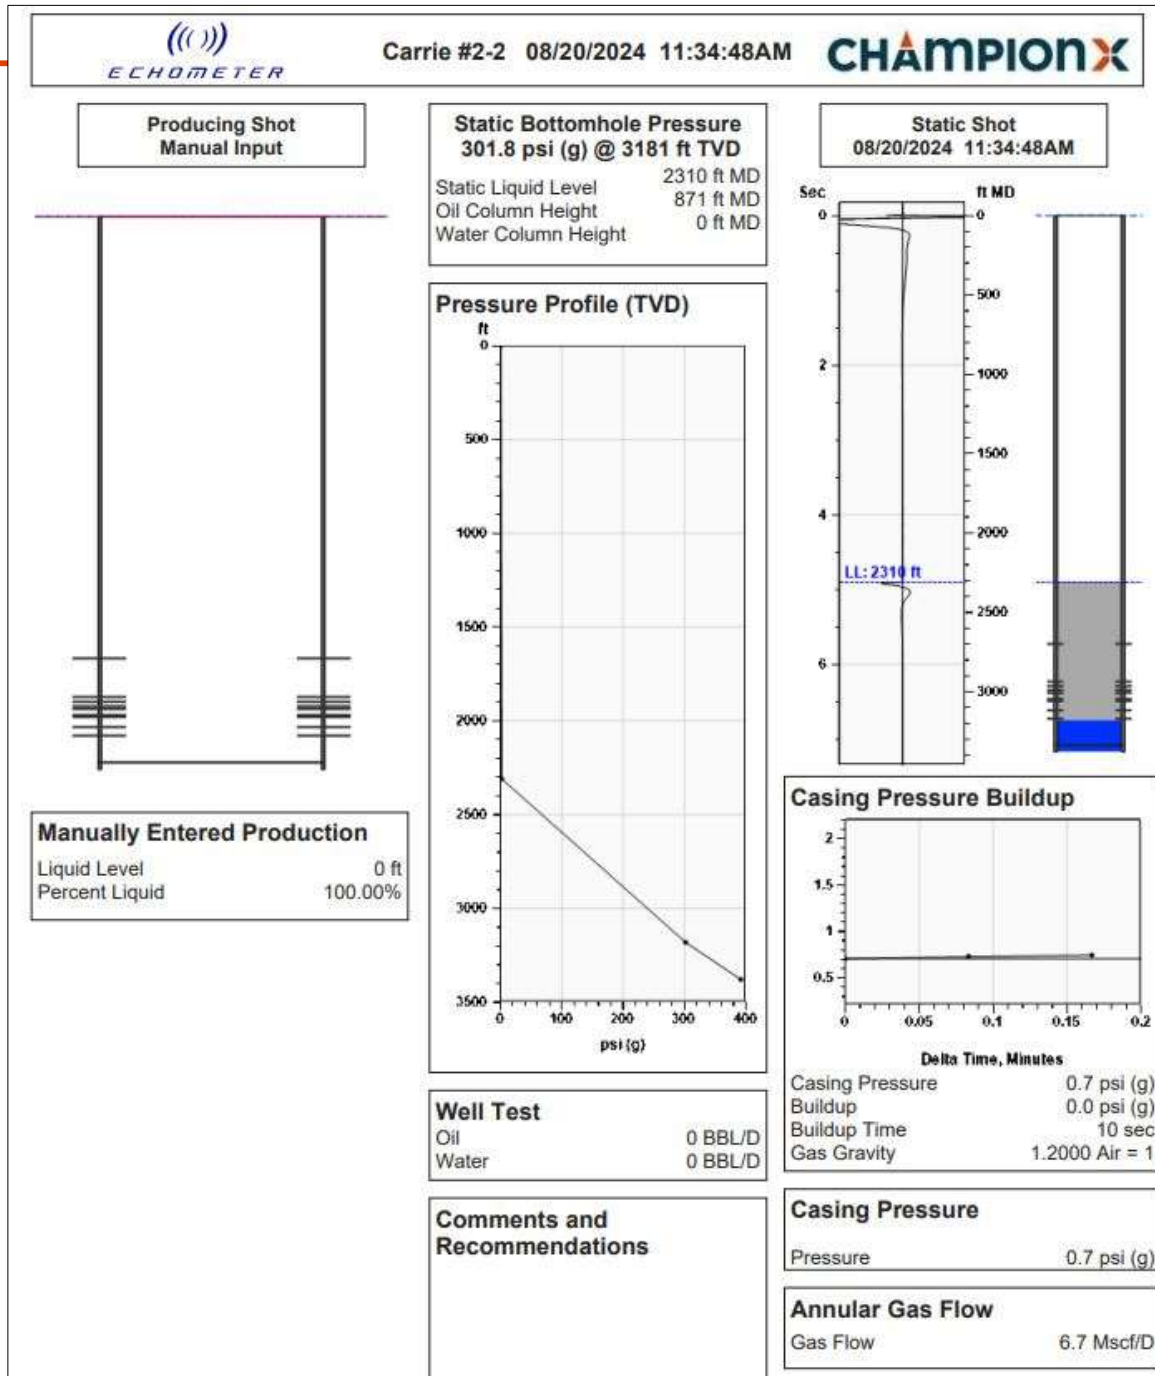 ECHOMETER
Carrie #2-2 08/20/2024 11:34:48AM
CHAMPIONX
Producing Shot
Manual Input
Manually Entered Production
Liquid Level 0 ft
Percent Liquid 100.00%
Static Bottomhole Pressure
301.8 psi (g) @ 3181 ft TVD
Static Liquid Level 2310 ft MD
Oil Column Height 871 ft MD
Water Column Height 0 ft MD
Pressure Profile (TVD)
ft
0
500
1000
1500
2000
2500
3000
3500
0 100 200 300 400
psi (g)
Well Test
Oil 0 BBL/D
Water 0 BBL/D
Comments and
Recommendations
Static Shot
08/20/2024 11:34:48AM
Sec ft MD
0 0
500
2 1000
1500
4 2000
LL: 2310 ft
2500
6 3000
Casing Pressure Buildup
2
1.5
1
0.5
0 0.05 0.1 0.15 0.2
Delta Time, Minutes
Casing Pressure 0.7 psi (g)
Buildup 0.0 psi (g)
Buildup Time 10 sec
Gas Gravity 1.2000 Air = 1
Casing Pressure
Pressure 0.7 psi (g)
Annular Gas Flow
Gas Flow 6.7 Mscf/D